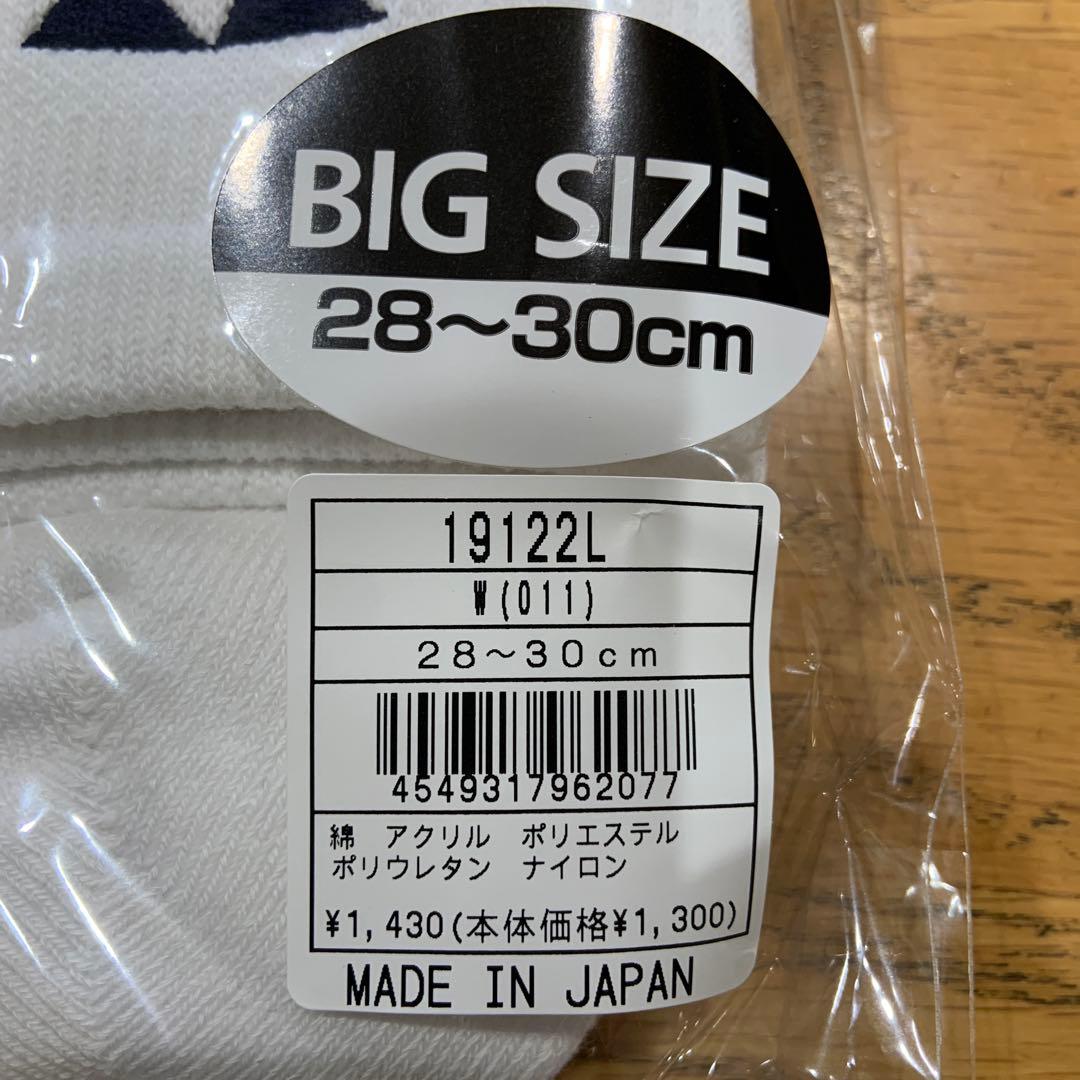 BIG SIZE
28~30cm
19122L
W(011)
28~30cm
4549317962077
綿 アクリル ポリエステル
ポリウレタン ナイロン
¥1,430(本体価格¥1,300)
MADE IN JAPAN